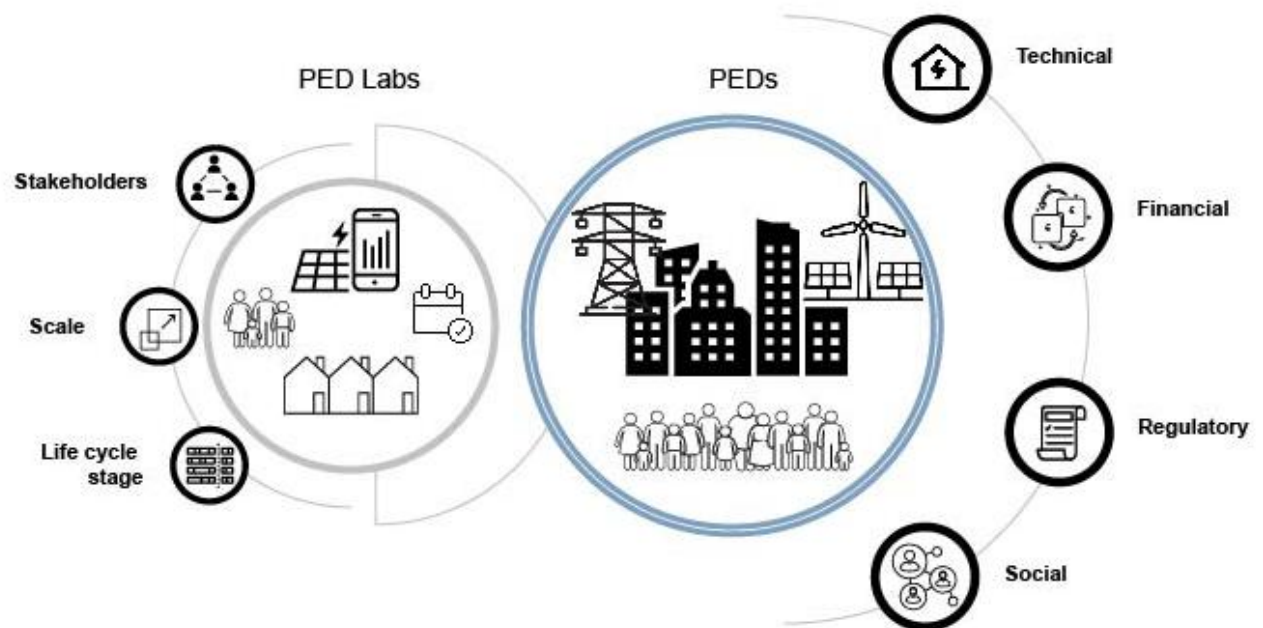 PED Labs
PEDs
Stakeholders
Scale
Life cycle
stage
Technical
Financial
Regulatory
Social